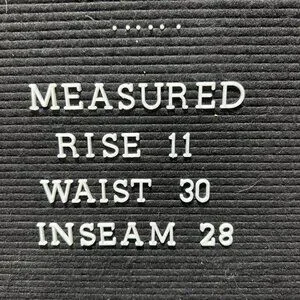 ......
MEASURED
RISE 11
WAIST 30
INSEAM 28